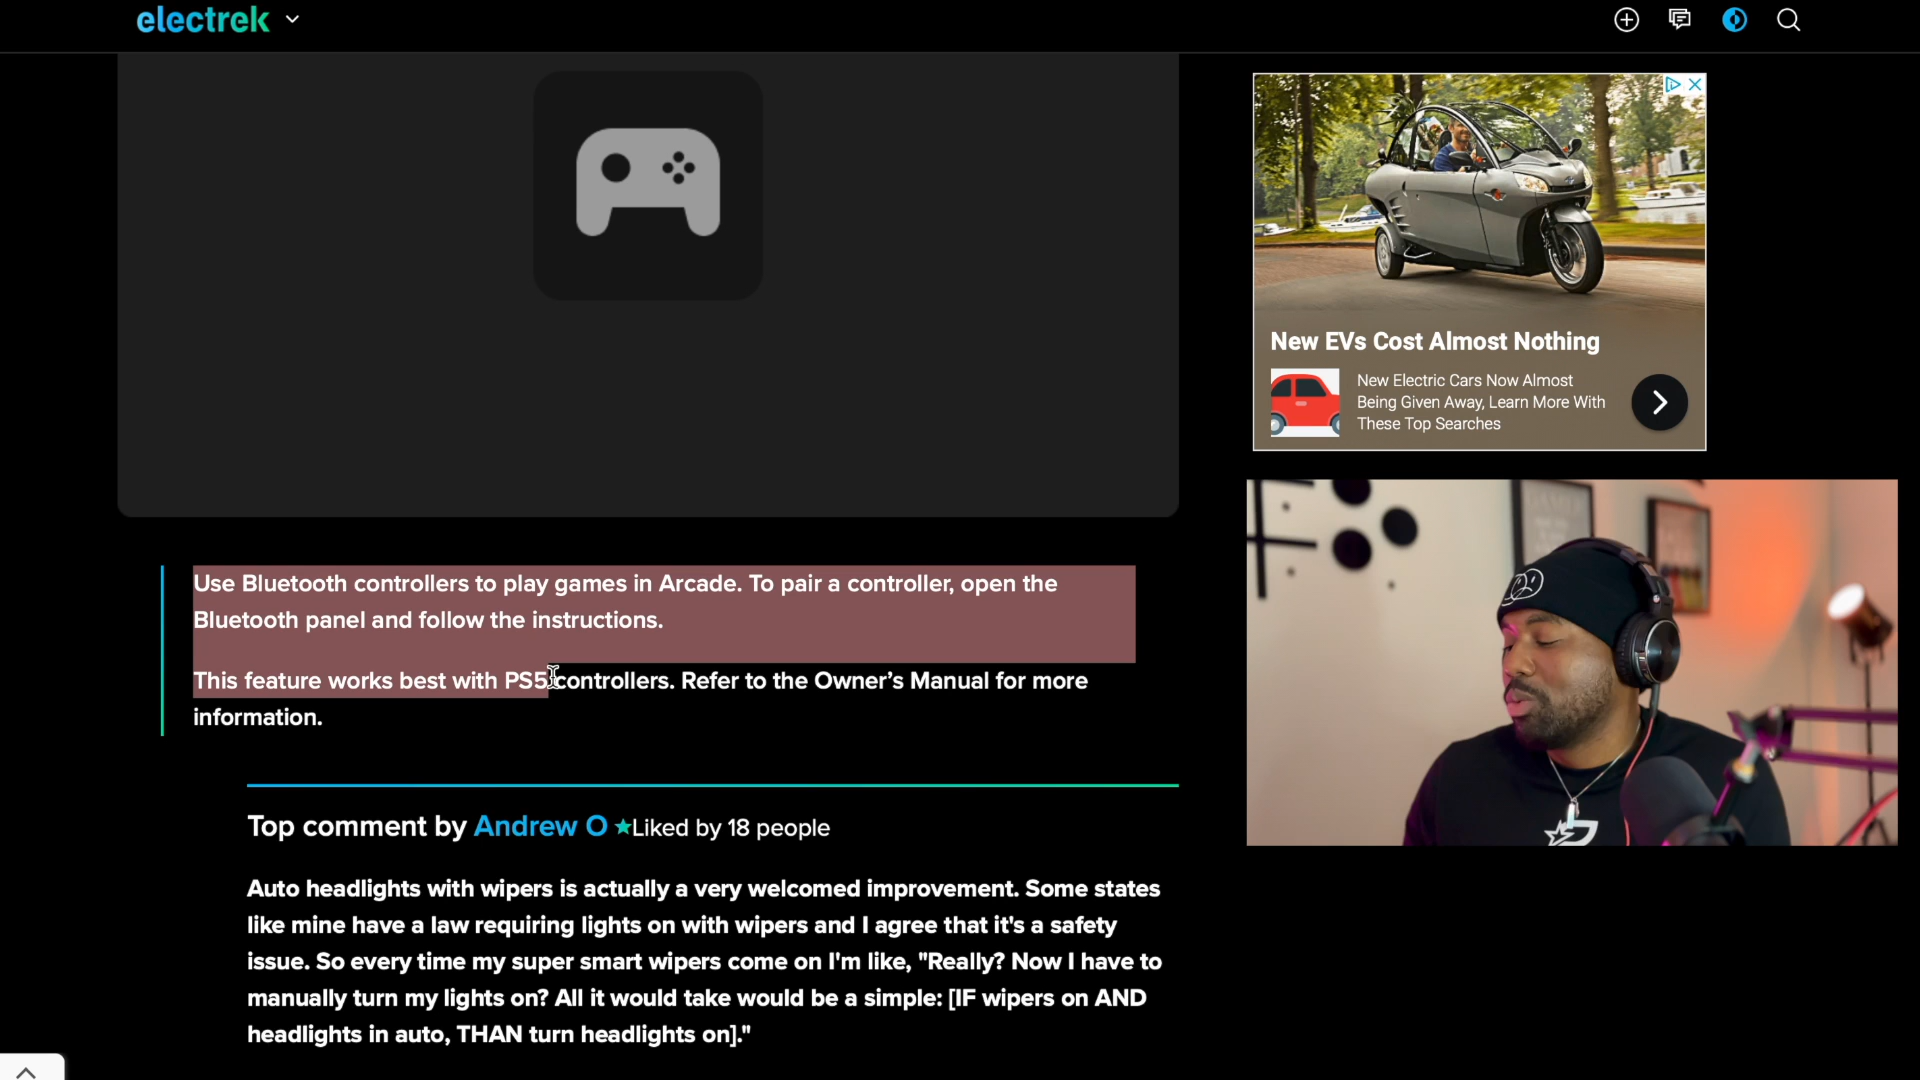 electrek
New EVs Cost Almost Nothing
New Electric Cars Now Almost
Being Given Away, Learn More With
These Top Searches
Use Bluetooth controllers to play games in Arcade. To pair a controller, open the
Bluetooth panel and follow the instructions.
This feature works best with PS5 controllers. Refer to the Owner’s Manual for more
information.
Top comment by Andrew O ★Liked by 18 people
Auto headlights with wipers is actually a very welcomed improvement. Some states
like mine have a law requiring lights on with wipers and I agree that it's a safety
issue. So every time my super smart wipers come on I'm like, "Really? Now I have to
manually turn my lights on? All it would take would be a simple: [IF wipers on AND
headlights in auto, THAN turn headlights on]."